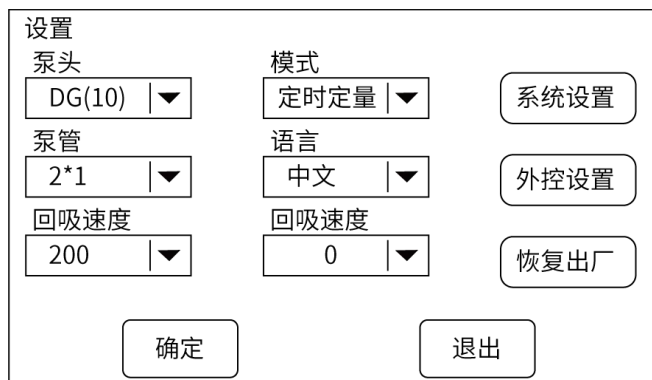 设置
泵头 模式
DG(10) 定时定量 系统设置
泵管 语言
2*1 中文 外控设置
回吸速度 回吸速度
200 0 恢复出厂
确定 退出